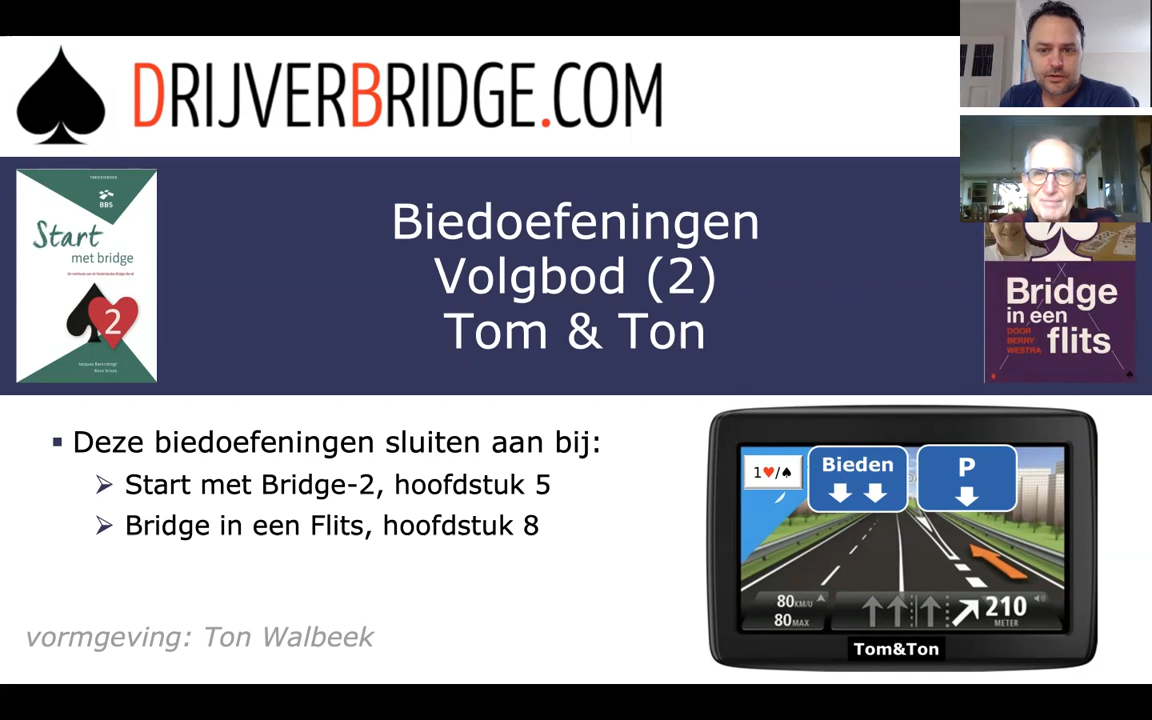 DRIJVERBRIDGE.COM
BBS
Start
met bridge
2
Biedoefeningen
Volgbod (2)
Tom & Ton
Bridge
in een
flits
DOOR
BERRY
WESTRA
Deze biedoefeningen sluiten aan bij:
Start met Bridge-2, hoofdstuk 5
Bridge in een Flits, hoofdstuk 8
vormgeving: Ton Walbeek
1♥/♠
Bieden
P
80KM/U
80MAX
210
METER
Tom&Ton